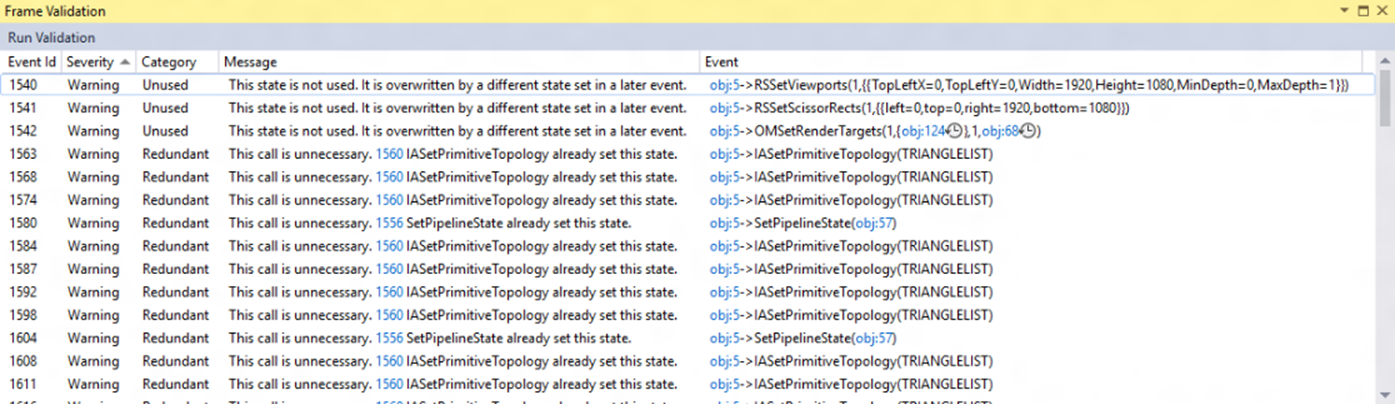 Frame Validation
Run Validation
Event Id Severity Category Message Event
1540 Warning Unused This state is not used. It is overwritten by a different state set in a later event. obj:5->RSSetViewports(1,{{TopLeftX=0,TopLeftY=0,Width=1920,Height=1080,MinDepth=0,MaxDepth=1}})
1541 Warning Unused This state is not used. It is overwritten by a different state set in a later event. obj:5->RSSetScissorRects(1,{{left=0,top=0,right=1920,bottom=1080}})
1542 Warning Unused This state is not used. It is overwritten by a different state set in a later event. obj:5->OMSetRenderTargets(1,{obj:124},1,obj:68)
1563 Warning Redundant This call is unnecessary. 1560 IASetPrimitiveTopology already set this state. obj:5->IASetPrimitiveTopology(TRIANGLELIST)
1568 Warning Redundant This call is unnecessary. 1560 IASetPrimitiveTopology already set this state. obj:5->IASetPrimitiveTopology(TRIANGLELIST)
1574 Warning Redundant This call is unnecessary. 1560 IASetPrimitiveTopology already set this state. obj:5->IASetPrimitiveTopology(TRIANGLELIST)
1580 Warning Redundant This call is unnecessary. 1556 SetPipelineState already set this state. obj:5->SetPipelineState(obj:57)
1584 Warning Redundant This call is unnecessary. 1560 IASetPrimitiveTopology already set this state. obj:5->IASetPrimitiveTopology(TRIANGLELIST)
1587 Warning Redundant This call is unnecessary. 1560 IASetPrimitiveTopology already set this state. obj:5->IASetPrimitiveTopology(TRIANGLELIST)
1592 Warning Redundant This call is unnecessary. 1560 IASetPrimitiveTopology already set this state. obj:5->IASetPrimitiveTopology(TRIANGLELIST)
1598 Warning Redundant This call is unnecessary. 1560 IASetPrimitiveTopology already set this state. obj:5->IASetPrimitiveTopology(TRIANGLELIST)
1604 Warning Redundant This call is unnecessary. 1556 SetPipelineState already set this state. obj:5->SetPipelineState(obj:57)
1608 Warning Redundant This call is unnecessary. 1560 IASetPrimitiveTopology already set this state. obj:5->IASetPrimitiveTopology(TRIANGLELIST)
1611 Warning Redundant This call is unnecessary. 1560 IASetPrimitiveTopology already set this state. obj:5->IASetPrimitiveTopology(TRIANGLELIST)